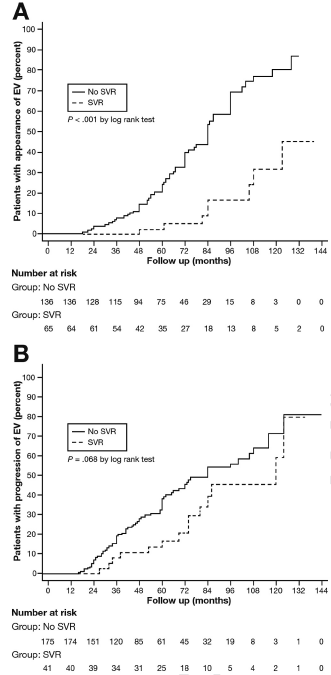 A
Patients with appearance of EV (percent)
100
90
80
70
60
50
40
30
20
10
0
No SVR
SVR
P < .001 by log rank test
0 12 24 36 48 60 72 84 96 108 120 132 144
Follow up (months)
Number at risk
Group: No SVR
136 136 128 115 94 75 46 29 15 8 3 0 0
Group: SVR
65 64 61 54 42 35 27 18 13 8 5 2 0
B
Patients with progression of EV (percent)
100
90
80
70
60
50
40
30
20
10
0
No SVR
SVR
P = .068 by log rank test
0 12 24 36 48 60 72 84 96 108 120 132 144
Follow up (months)
Number at risk
Group: No SVR
175 174 151 120 85 61 45 32 19 8 3 1 0
Group: SVR
41 40 39 34 31 25 18 10 5 4 2 1 0